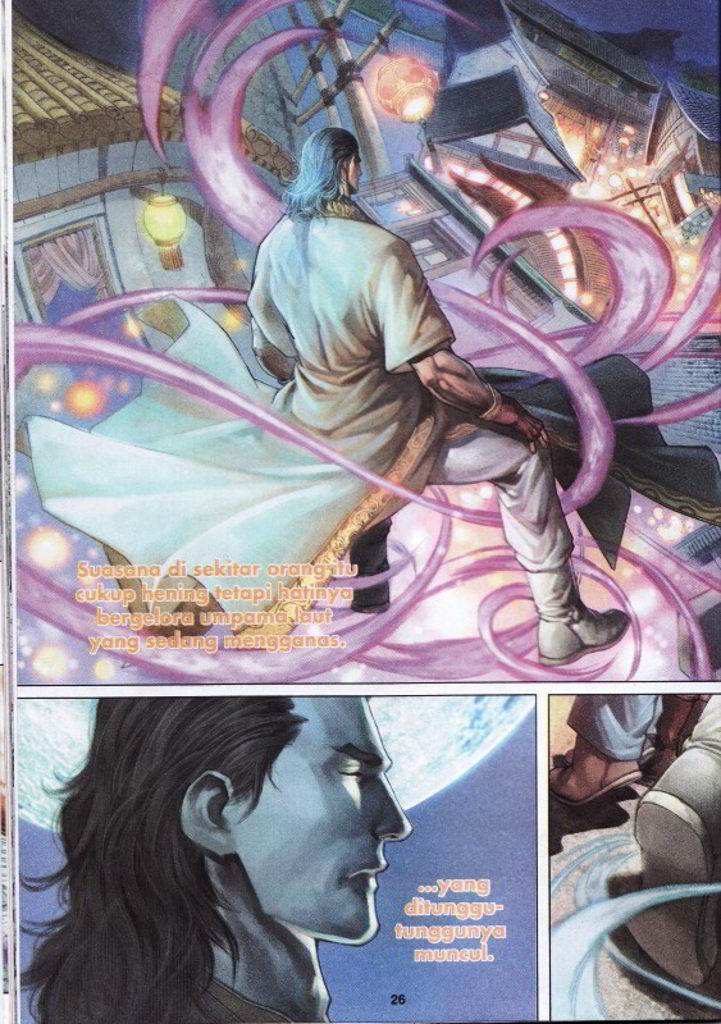 Suasana di sekitar orang itu
cukup hening tetapi hatinya
bergelora umpama laut
yang sedang mengganas.
...yang
ditunggu-
tunggunya
muncul.
26